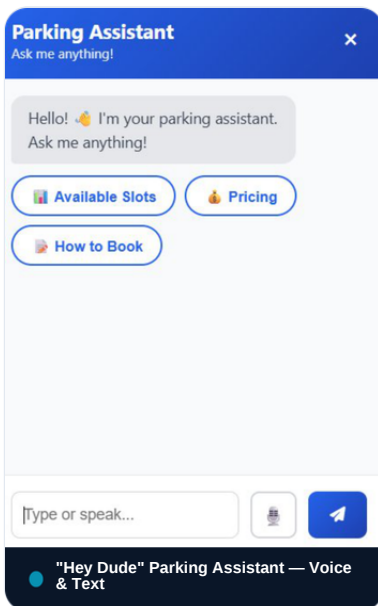 Parking Assistant
Ask me anything!
Hello! 👋 I'm your parking assistant.
Ask me anything!
📊 Available Slots
💰 Pricing
📝 How to Book
Type or speak...
"Hey Dude" Parking Assistant — Voice
& Text